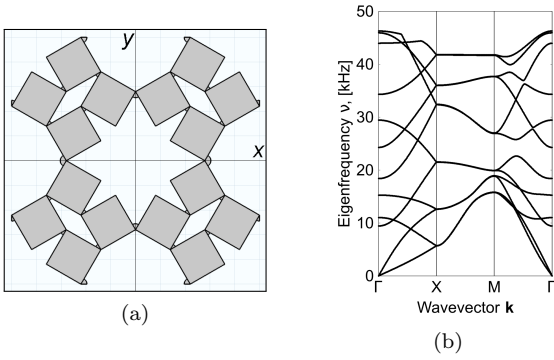 y
x
(a)
50
40
30
20
10
0
Eigenfrequency ν, [kHz]
Γ X M Γ
Wavevector k
(b)